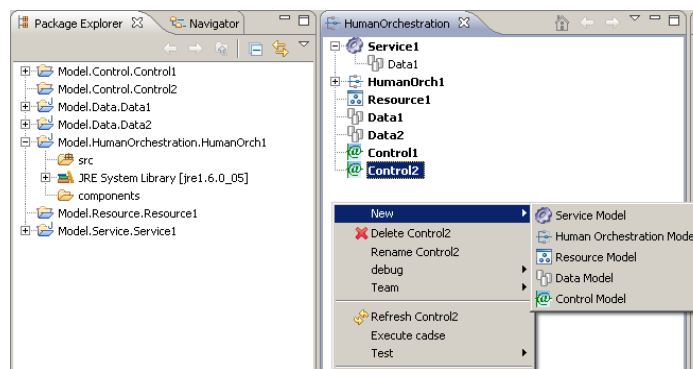 Package Explorer
Navigator
Model.Control.Control1
Model.Control.Control2
Model.Data.Data1
Model.Data.Data2
Model.HumanOrchestration.HumanOrch1
src
JRE System Library [jre1.6.0_05]
components
Model.Resource.Resource1
Model.Service.Service1
HumanOrchestration
Service1
Data1
HumanOrch1
Resource1
Data1
Data2
Control1
Control2
New
Delete Control2
Rename Control2
debug
Team
Refresh Control2
Execute cadse
Test
Service Model
Human Orchestration Mode
Resource Model
Data Model
Control Model